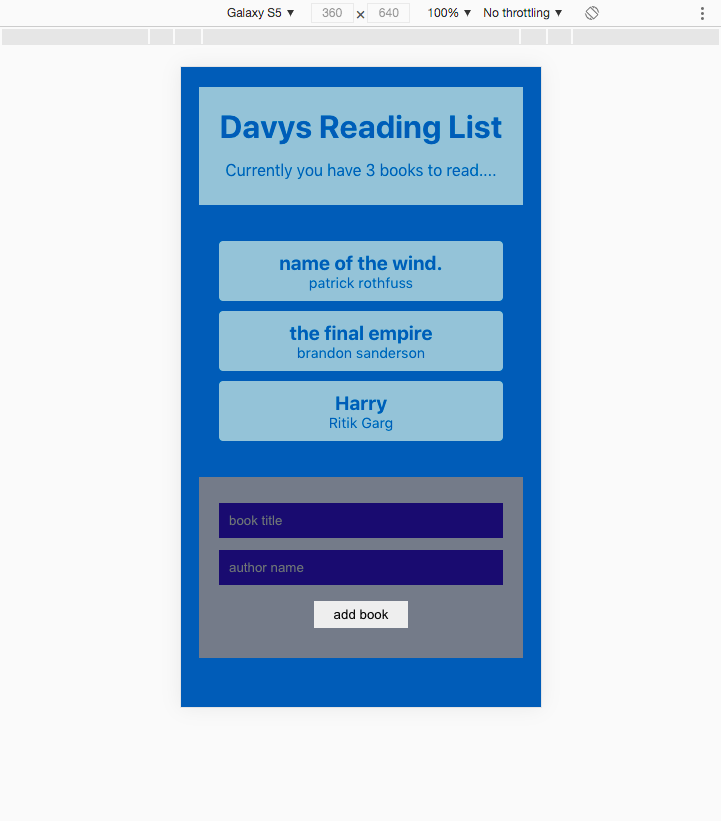 Galaxy S5 ▼ 360 × 640 100% ▼ No throttling ▼
Davys Reading List
Currently you have 3 books to read....
name of the wind.
patrick rothfuss
the final empire
brandon sanderson
Harry
Ritik Garg
book title
author name
add book